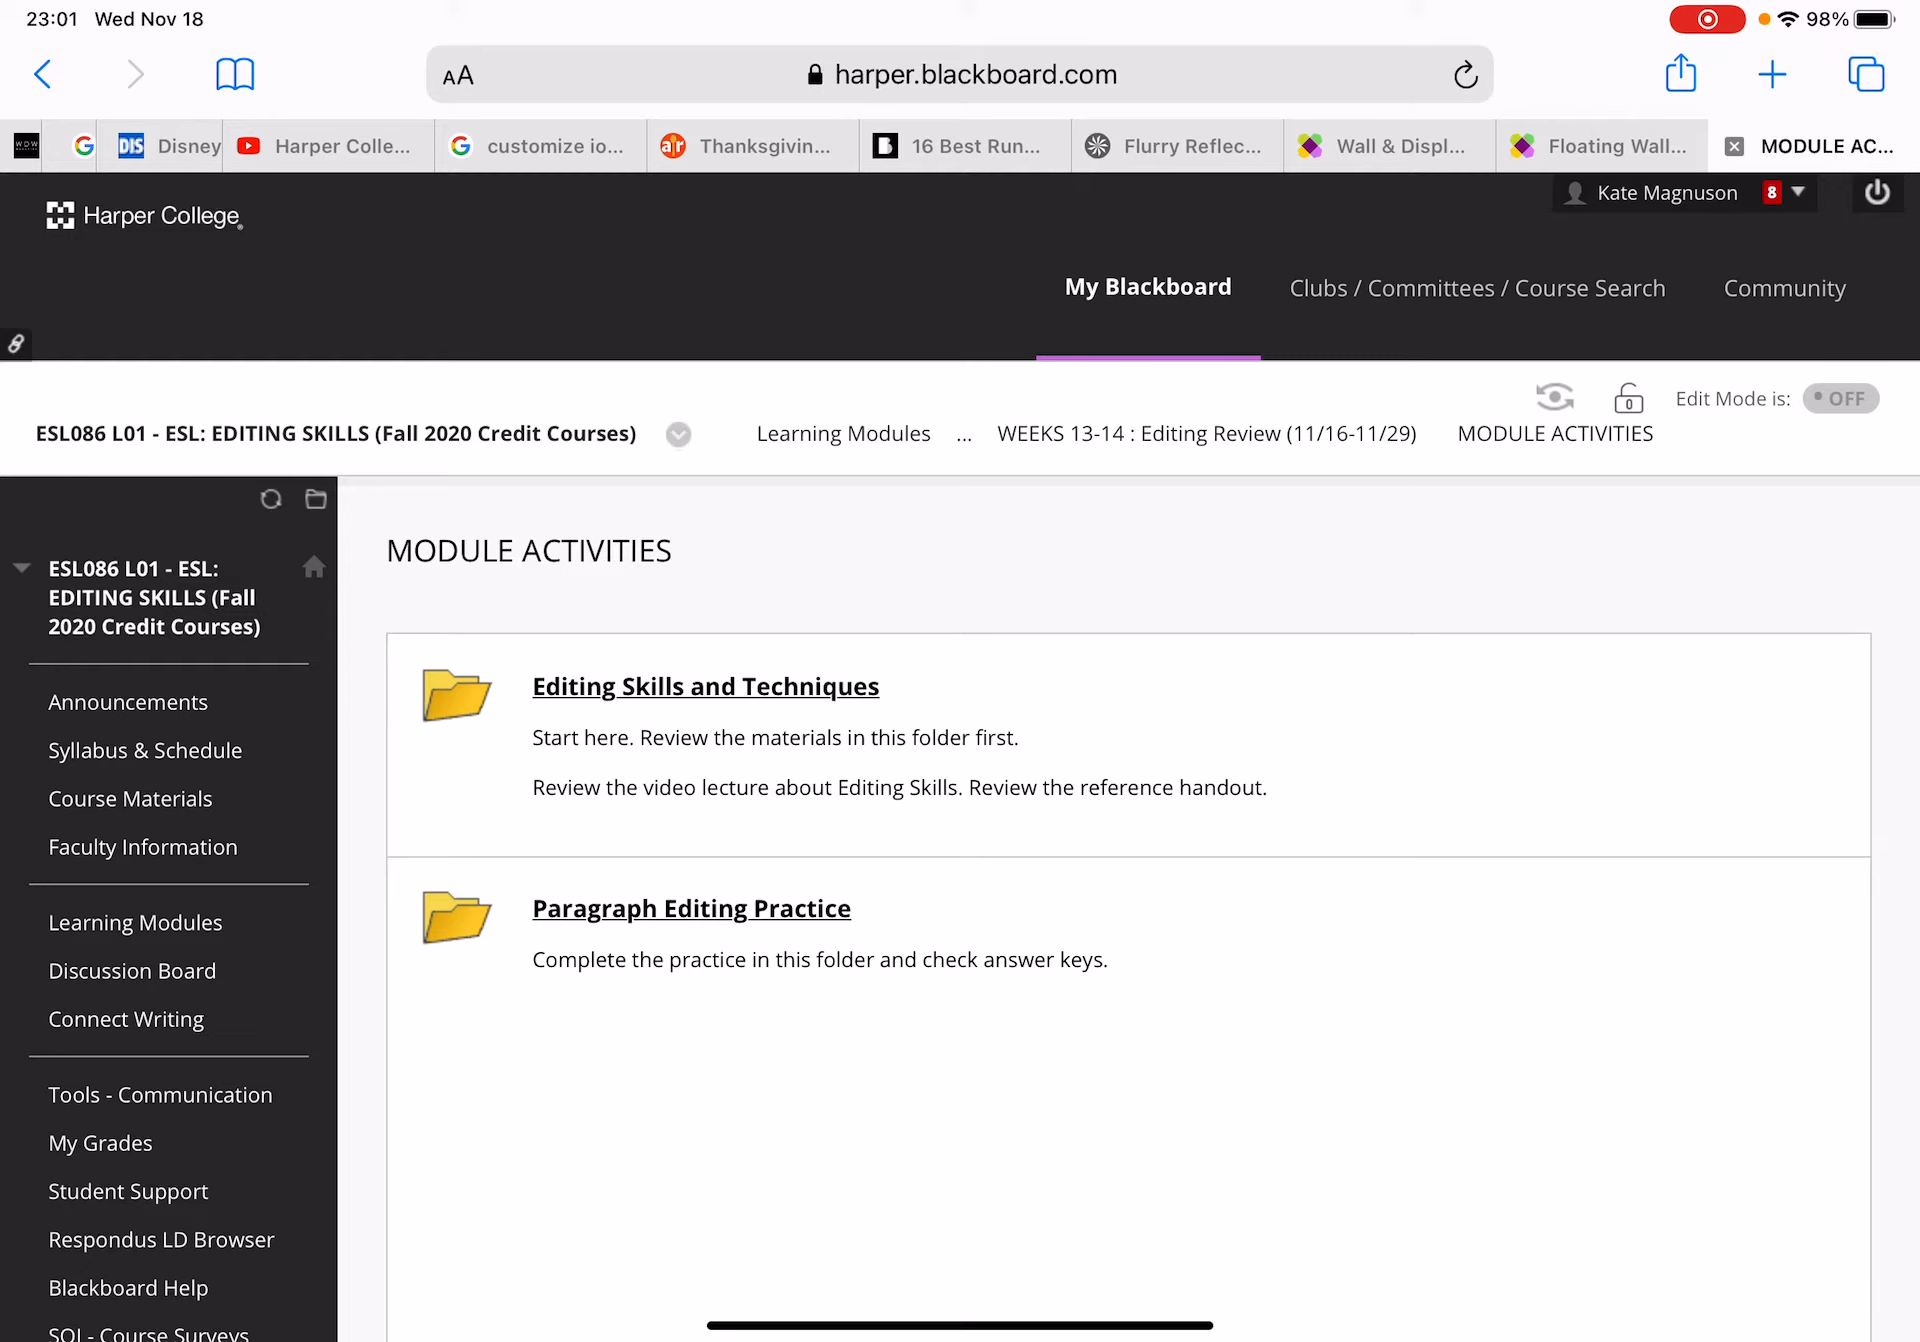 23:01 Wed Nov 18
98%
AA harper.blackboard.com
WDW
DIS Disney
Harper Colle...
customize io...
Thanksgivin...
16 Best Run...
Flurry Reflec...
Wall & Displ...
Floating Wall...
MODULE AC...
Harper College
Kate Magnuson 8
My Blackboard
Clubs / Committees / Course Search
Community
Edit Mode is: OFF
ESL086 L01 - ESL: EDITING SKILLS (Fall 2020 Credit Courses)
Learning Modules ... WEEKS 13-14 : Editing Review (11/16-11/29) MODULE ACTIVITIES
ESL086 L01 - ESL:
EDITING SKILLS (Fall
2020 Credit Courses)
Announcements
Syllabus & Schedule
Course Materials
Faculty Information
Learning Modules
Discussion Board
Connect Writing
Tools - Communication
My Grades
Student Support
Respondus LD Browser
Blackboard Help
SOI - Course Surveys
MODULE ACTIVITIES
Editing Skills and Techniques
Start here. Review the materials in this folder first.
Review the video lecture about Editing Skills. Review the reference handout.
Paragraph Editing Practice
Complete the practice in this folder and check answer keys.